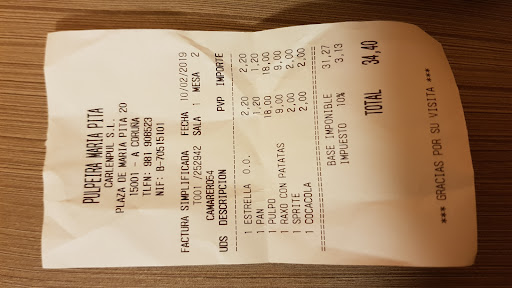 PULPEIRA MARIA PITA
CARLENPUL S.L.
PLAZA DE MARIA PITA 20
15001 - A CORUÑA
TLFN: 981 908523
NIF: B-70515101
FACTURA SIMPLIFICADA FECHA 10/02/2019
T001 /252942 SALA 1 MESA 2
CAMARERO54
UDS DESCRIPCION PVP IMPORTE
1 ESTRELLA 0.0. 2,20 2,20
1 PAN 1,20 1,20
1 PULPO 18,00 18,00
1 RAXO CON PATATAS 9,00 9,00
1 SPRITE 2,00 2,00
1 COCACOLA 2,00 2,00
BASE IMPONIBLE 31,27
IMPUESTO 10% 3,13
TOTAL 34,40
*** GRACIAS POR SU VISITA ***